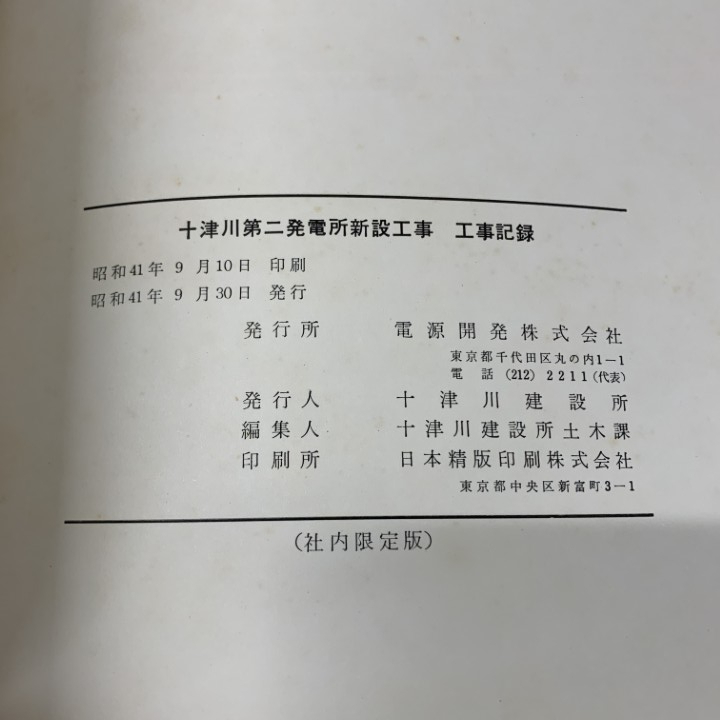 十津川第二発電所新設工事 工事記録
昭和41年 9 月10日 印刷
昭和41年 9 月30日 発行
発行所 電源開発株式会社
東京都千代田区丸の内1−1
電 話 (212) 2211(代表)
発行人 十津川建設所
編集人 十津川建設所土木課
印刷所 日本精版印刷株式会社
東京都中央区新富町3−1
(社内限定版)